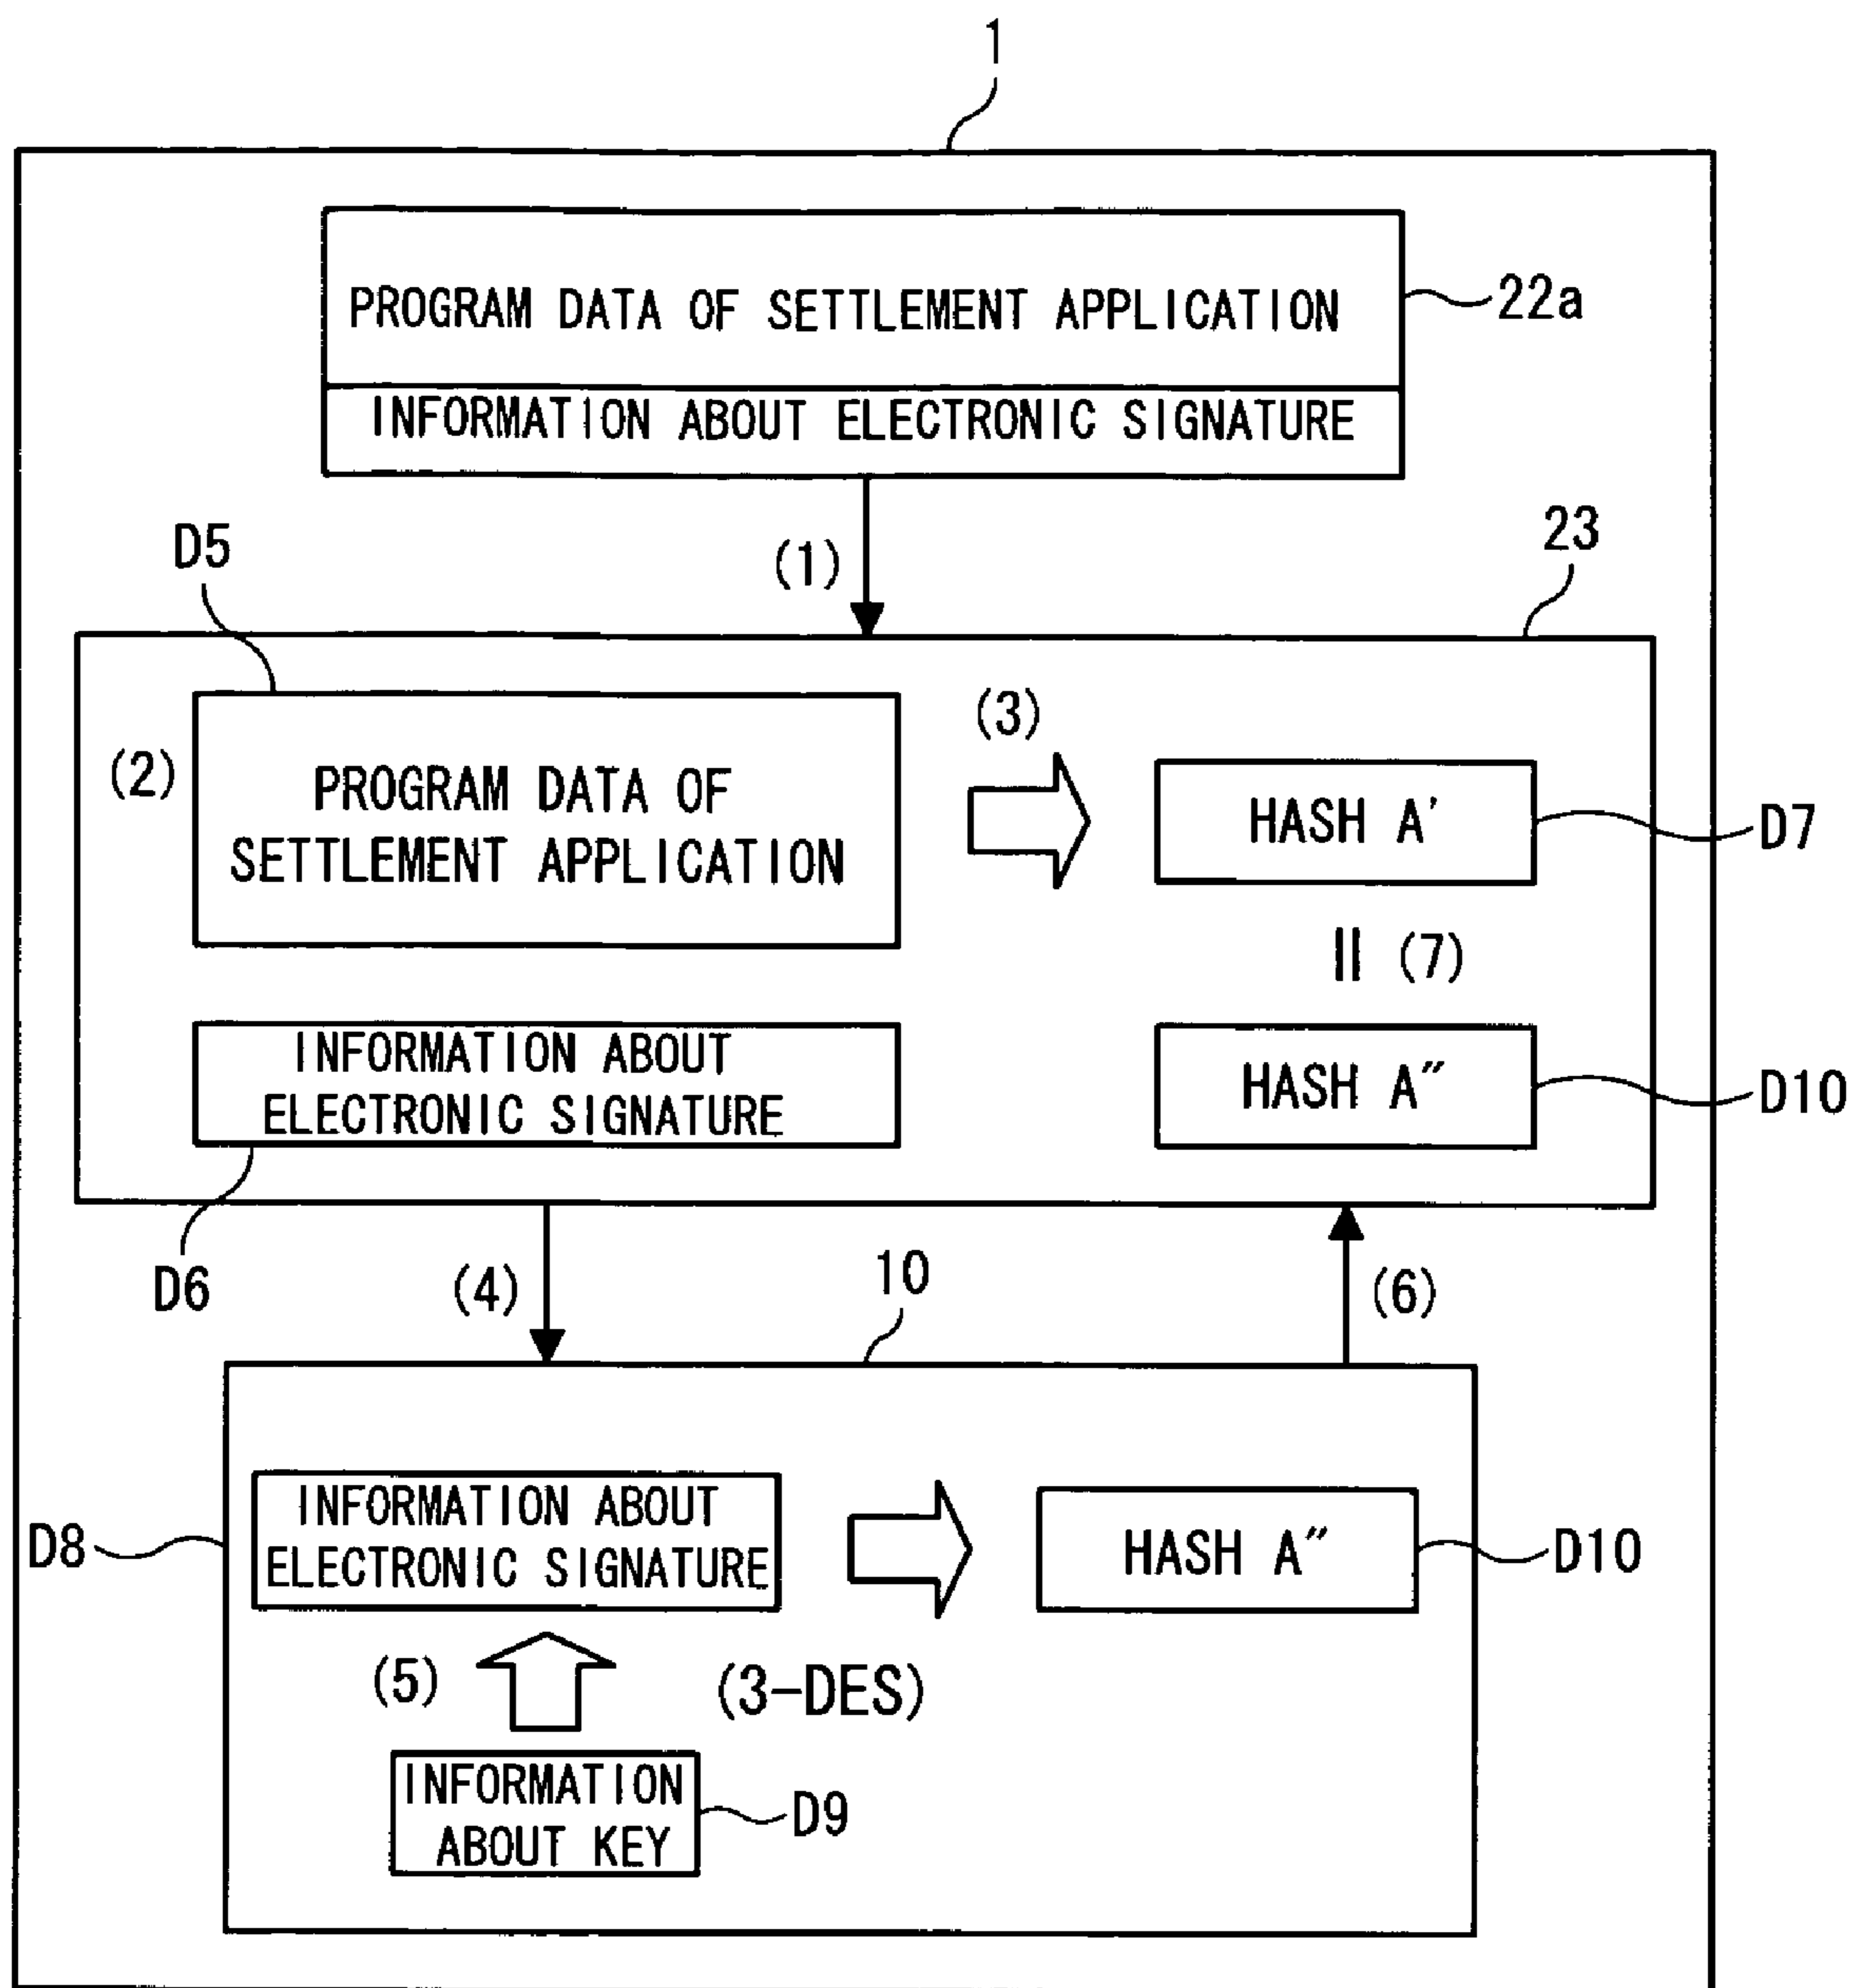 1
PROGRAM DATA OF SETTLEMENT APPLICATION
22a
INFORMATION ABOUT ELECTRONIC SIGNATURE
(1)
D5
23
(2)
PROGRAM DATA OF
SETTLEMENT APPLICATION
(3)
HASH A'
D7
|| (7)
INFORMATION ABOUT
ELECTRONIC SIGNATURE
HASH A"
D10
D6
(4)
10
(6)
D8
INFORMATION ABOUT
ELECTRONIC SIGNATURE
HASH A"
D10
(5)
(3-DES)
INFORMATION
ABOUT KEY
D9